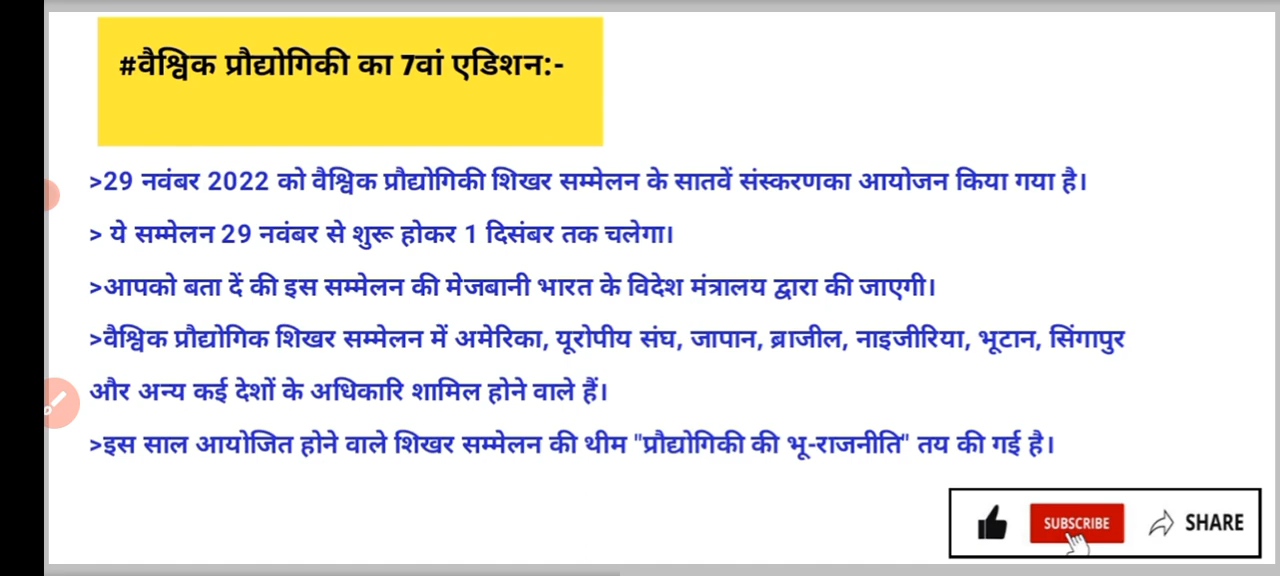 #वैश्विक प्रौद्योगिकी का 7वां एडिशन:-
>29 नवंबर 2022 को वैश्विक प्रौद्योगिकी शिखर सम्मेलन के सातवें संस्करणका आयोजन किया गया है।
> ये सम्मेलन 29 नवंबर से शुरू होकर 1 दिसंबर तक चलेगा।
>आपको बता दें की इस सम्मेलन की मेजबानी भारत के विदेश मंत्रालय द्वारा की जाएगी।
>वैश्विक प्रौद्योगिक शिखर सम्मेलन में अमेरिका, यूरोपीय संघ, जापान, ब्राजील, नाइजीरिया, भूटान, सिंगापुर
और अन्य कई देशों के अधिकारि शामिल होने वाले हैं।
>इस साल आयोजित होने वाले शिखर सम्मेलन की थीम "प्रौद्योगिकी की भू-राजनीति" तय की गई है।
SUBSCRIBE SHARE